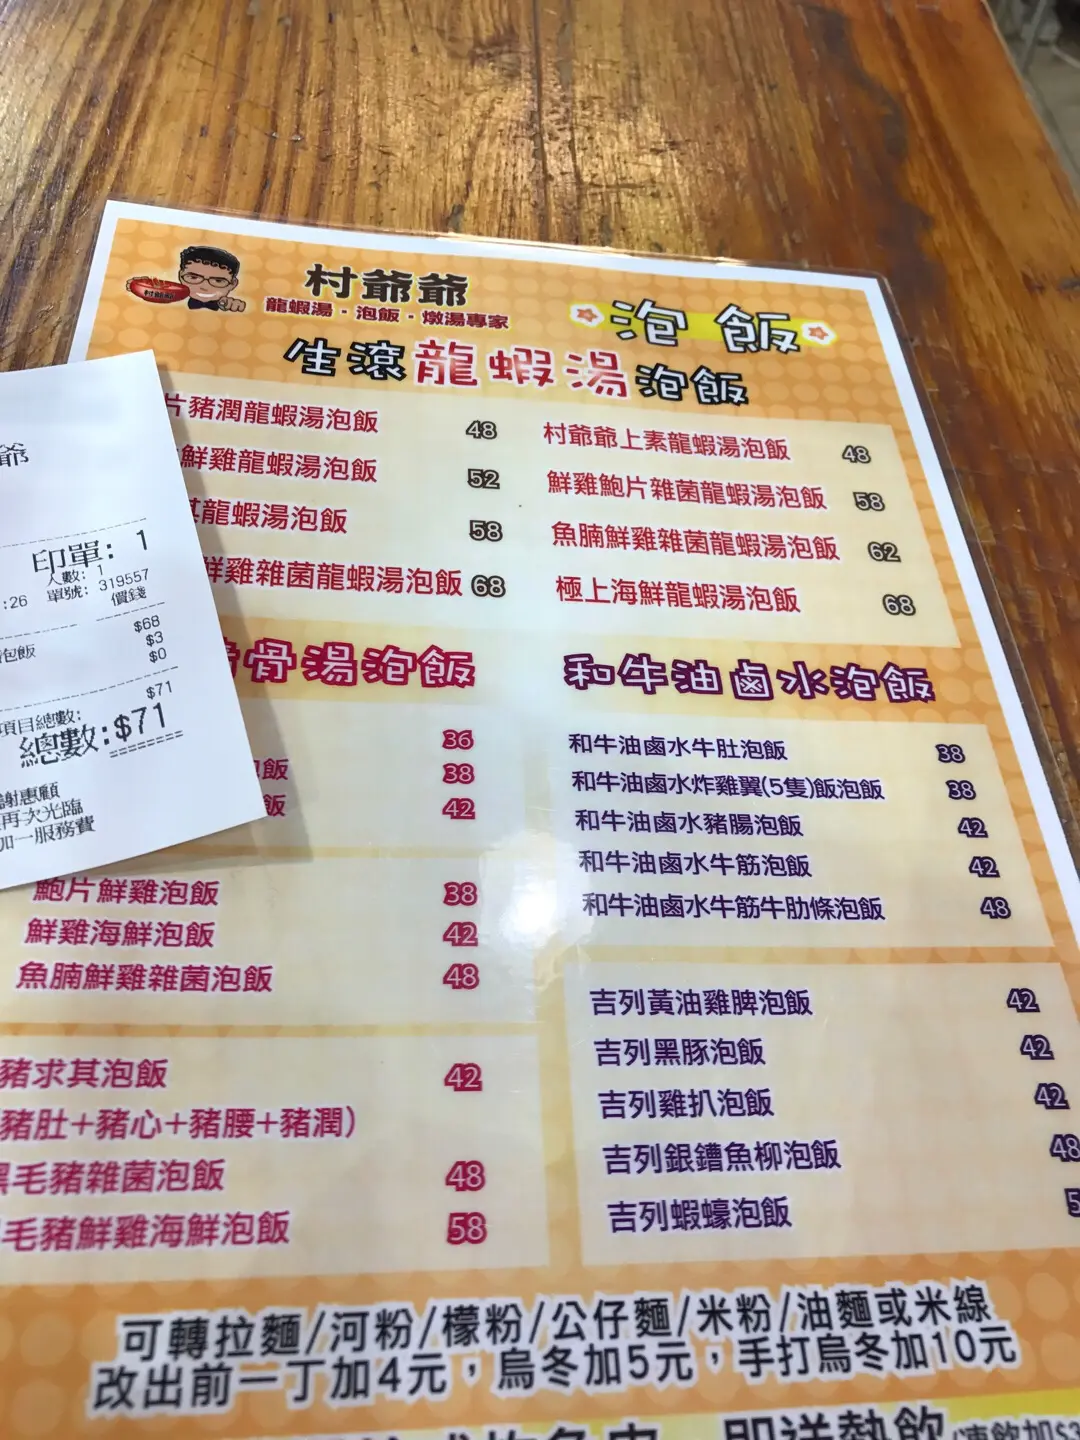 村爺爺
龍蝦湯·泡飯·燉湯專家
泡飯
生滾龍蝦湯泡飯
片豬潤龍蝦湯泡飯 48
鮮雞龍蝦湯泡飯 52
其龍蝦湯泡飯 58
鮮雞雜菌龍蝦湯泡飯 68
村爺爺上素龍蝦湯泡飯 48
鮮雞鮑片雜菌龍蝦湯泡飯 58
魚腩鮮雞雜菌龍蝦湯泡飯 62
極上海鮮龍蝦湯泡飯 68
骨湯泡飯
36
泡飯 38
飯 42
鮑片鮮雞泡飯 38
鮮雞海鮮泡飯 42
魚腩鮮雞雜菌泡飯 48
豬求其泡飯 42
豬肚+豬心+豬腰+豬潤)
黑毛豬雜菌泡飯 48
毛豬鮮雞海鮮泡飯 58
和牛油鹵水泡飯
和牛油鹵水牛肚泡飯 38
和牛油鹵水炸雞翼(5隻)飯泡飯 38
和牛油鹵水豬腸泡飯 42
和牛油鹵水牛筋泡飯 42
和牛油鹵水牛筋牛肋條泡飯 48
吉列黃油雞脾泡飯 42
吉列黑豚泡飯 42
吉列雞扒泡飯 42
吉列銀鱈魚柳泡飯 48
吉列蝦蠔泡飯 5
可轉拉麵/河粉/檬粉/公仔麵/米粉/油麵或米線
改出前一丁加4元，烏冬加5元，手打烏冬加10元
即送熱飲(凍飲加$3
爺
印單: 1
人數: 1
:26 單號: 319557
價錢
$68
泡飯 $3
$0
$71
項目總數:
總數:$71
謝惠顧
再次光臨
加一服務費